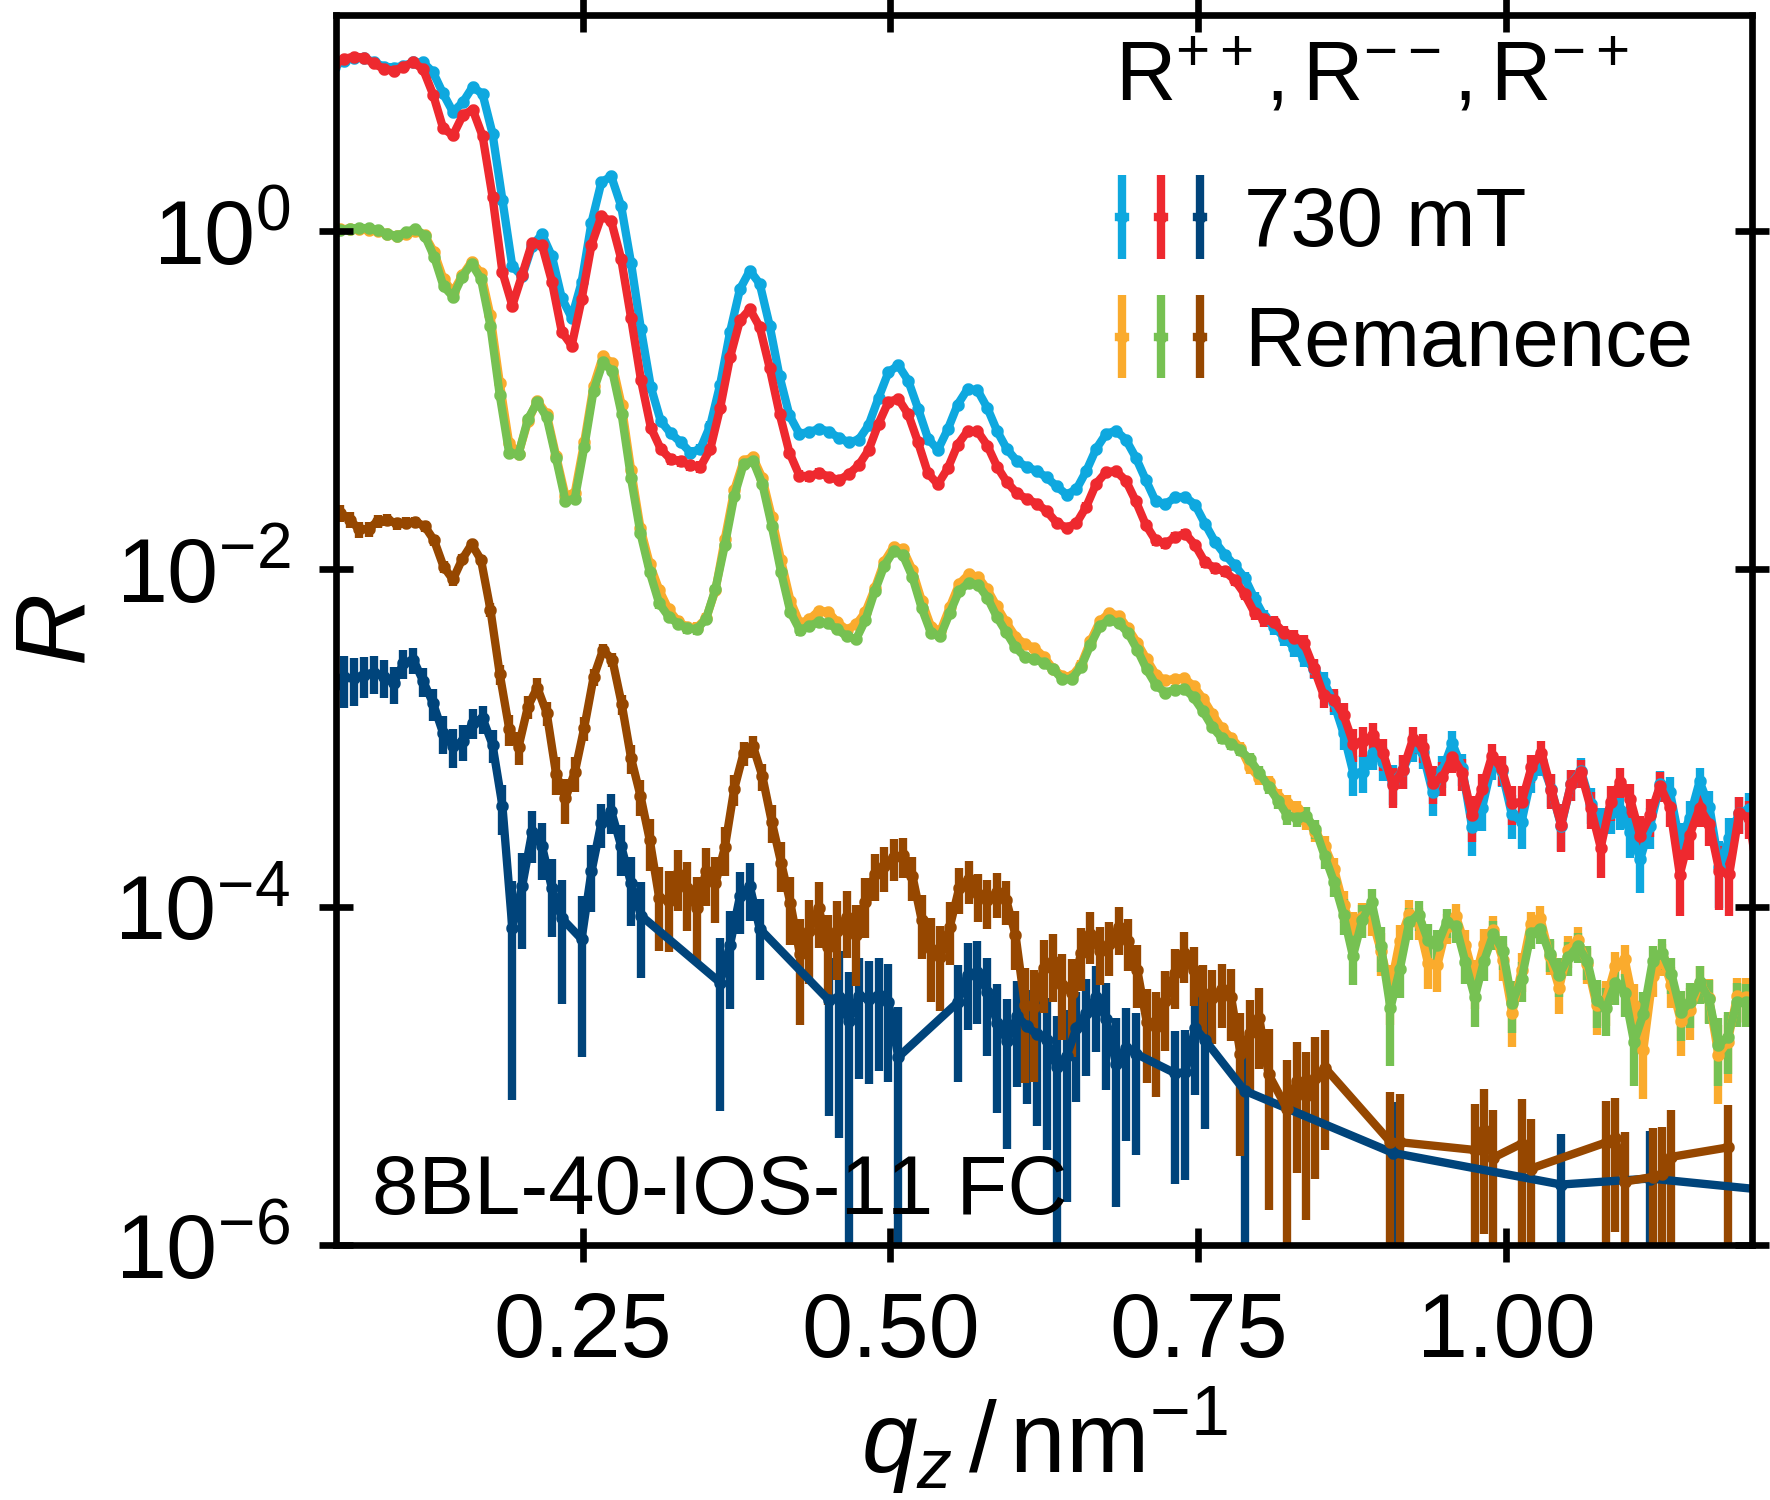 R⁺⁺, R⁻⁻, R⁻⁺
730 mT
Remanence
10⁰
10⁻²
10⁻⁴
10⁻⁶
R
8BL-40-IOS-11 FC
0.25 0.50 0.75 1.00
q_z / nm⁻¹